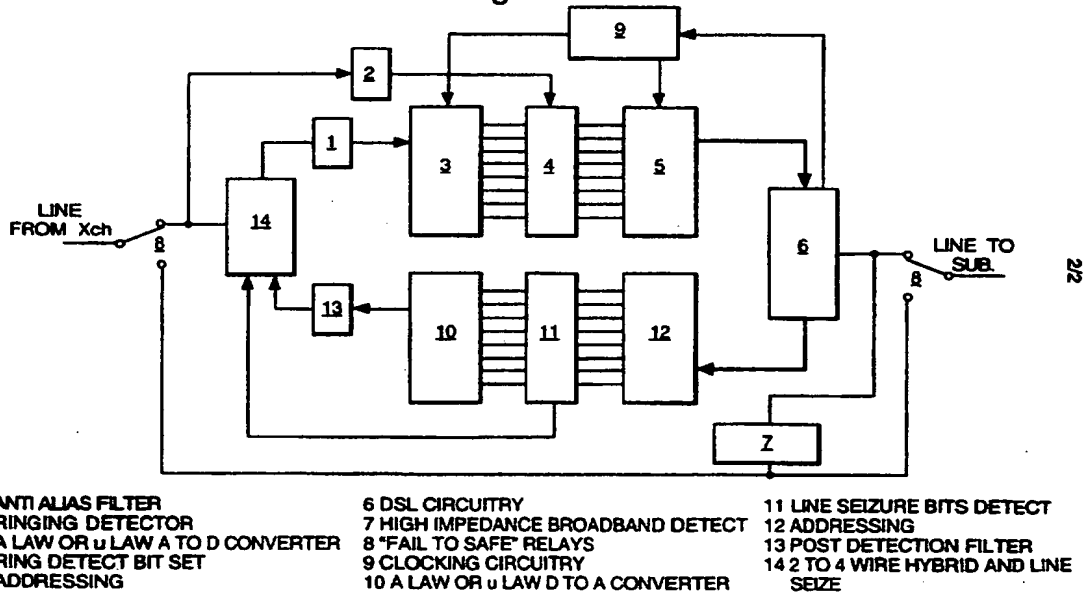 9
2
1
3
4
5
LINE
FROM Xch
8
14
6
LINE TO
SUB.
8
2/2
13
10
11
12
7
ANTI ALIAS FILTER
RINGING DETECTOR
A LAW OR u LAW A TO D CONVERTER
RING DETECT BIT SET
ADDRESSING
6 DSL CIRCUITRY
7 HIGH IMPEDANCE BROADBAND DETECT
8 "FAIL TO SAFE" RELAYS
9 CLOCKING CIRCUITRY
10 A LAW OR u LAW D TO A CONVERTER
11 LINE SEIZURE BITS DETECT
12 ADDRESSING
13 POST DETECTION FILTER
14 2 TO 4 WIRE HYBRID AND LINE
SEIZE